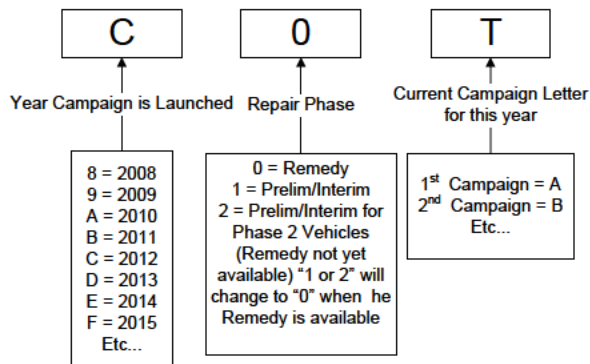 C
0
T
Year Campaign is Launched
Repair Phase
Current Campaign Letter
for this year
8 = 2008
9 = 2009
A = 2010
B = 2011
C = 2012
D = 2013
E = 2014
F = 2015
Etc...
0 = Remedy
1 = Prelim/Interim
2 = Prelim/Interim for
Phase 2 Vehicles
(Remedy not yet
available) “1 or 2” will
change to “0” when he
Remedy is available
1st Campaign = A
2nd Campaign = B
Etc...